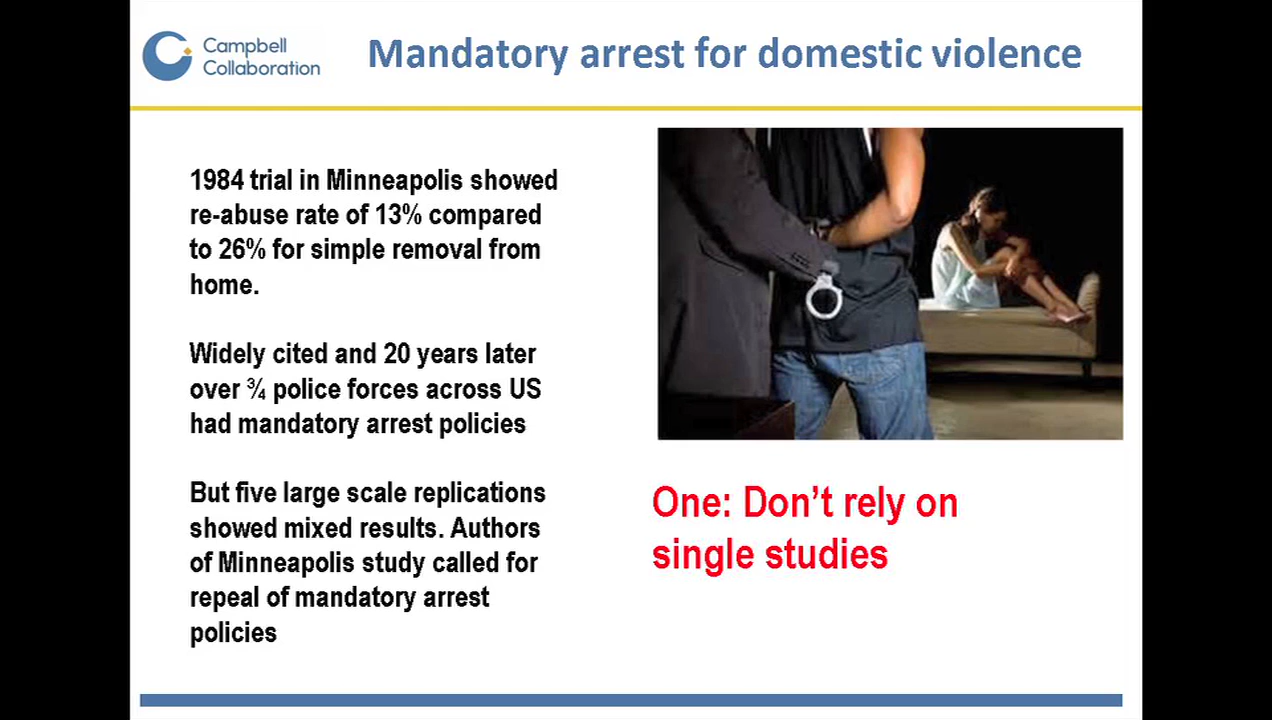 Campbell
Collaboration
Mandatory arrest for domestic violence
1984 trial in Minneapolis showed
re-abuse rate of 13% compared
to 26% for simple removal from
home.
Widely cited and 20 years later
over ¾ police forces across US
had mandatory arrest policies
But five large scale replications
showed mixed results. Authors
of Minneapolis study called for
repeal of mandatory arrest
policies
One: Don’t rely on
single studies